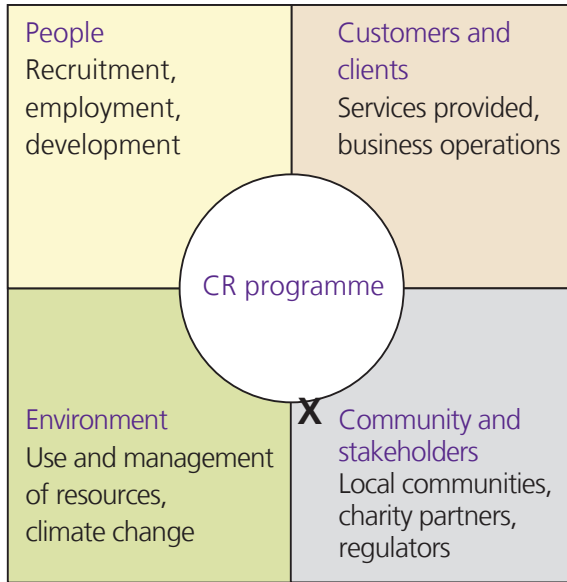 People
Recruitment,
employment,
development
Customers and
clients
Services provided,
business operations
CR programme
X
Environment
Use and management
of resources,
climate change
Community and
stakeholders
Local communities,
charity partners,
regulators